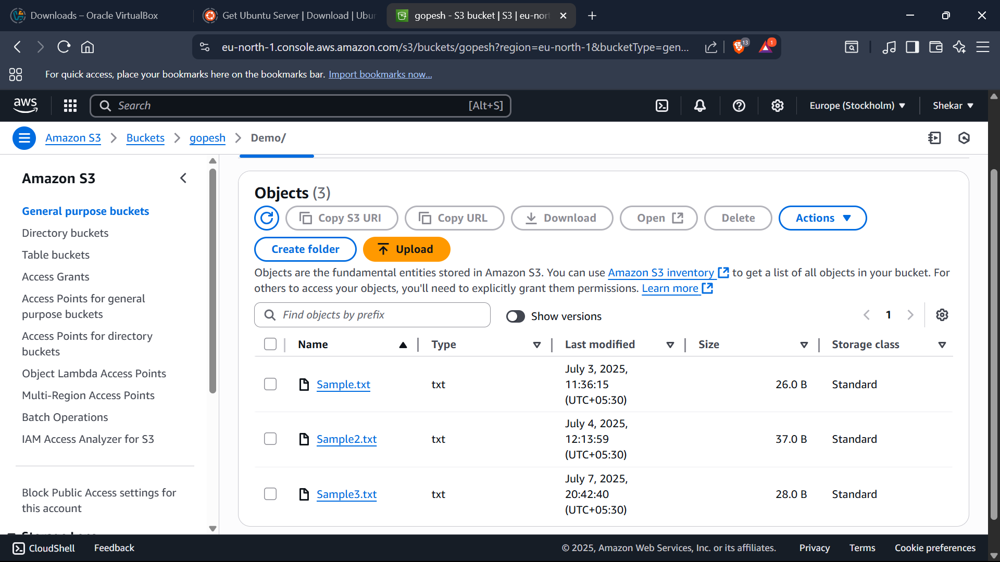 Downloads – Oracle VirtualBox
Get Ubuntu Server | Download | Ubun
gopesh - S3 bucket | S3 | eu-nort
eu-north-1.console.aws.amazon.com/s3/buckets/gopesh?region=eu-north-1&bucketType=gen...
13
1
For quick access, place your bookmarks here on the bookmarks bar. Import bookmarks now...
aws
Search
[Alt+S]
Europe (Stockholm)
Shekar
Amazon S3
Buckets
gopesh
Demo/
Amazon S3
General purpose buckets
Directory buckets
Table buckets
Access Grants
Access Points for general
purpose buckets
Access Points for directory
buckets
Object Lambda Access Points
Multi-Region Access Points
Batch Operations
IAM Access Analyzer for S3
Block Public Access settings for
this account
Objects (3)
Copy S3 URI
Copy URL
Download
Open
Delete
Actions
Create folder
Upload
Objects are the fundamental entities stored in Amazon S3. You can use Amazon S3 inventory to get a list of all objects in your bucket. For
others to access your objects, you'll need to explicitly grant them permissions. Learn more
Find objects by prefix
Show versions
1
Name Type Last modified Size Storage class
Sample.txt txt July 3, 2025, 26.0 B Standard
11:36:15
(UTC+05:30)
Sample2.txt txt July 4, 2025, 37.0 B Standard
12:13:59
(UTC+05:30)
Sample3.txt txt July 7, 2025, 28.0 B Standard
20:42:40
(UTC+05:30)
CloudShell
Feedback
© 2025, Amazon Web Services, Inc. or its affiliates.
Privacy
Terms
Cookie preferences